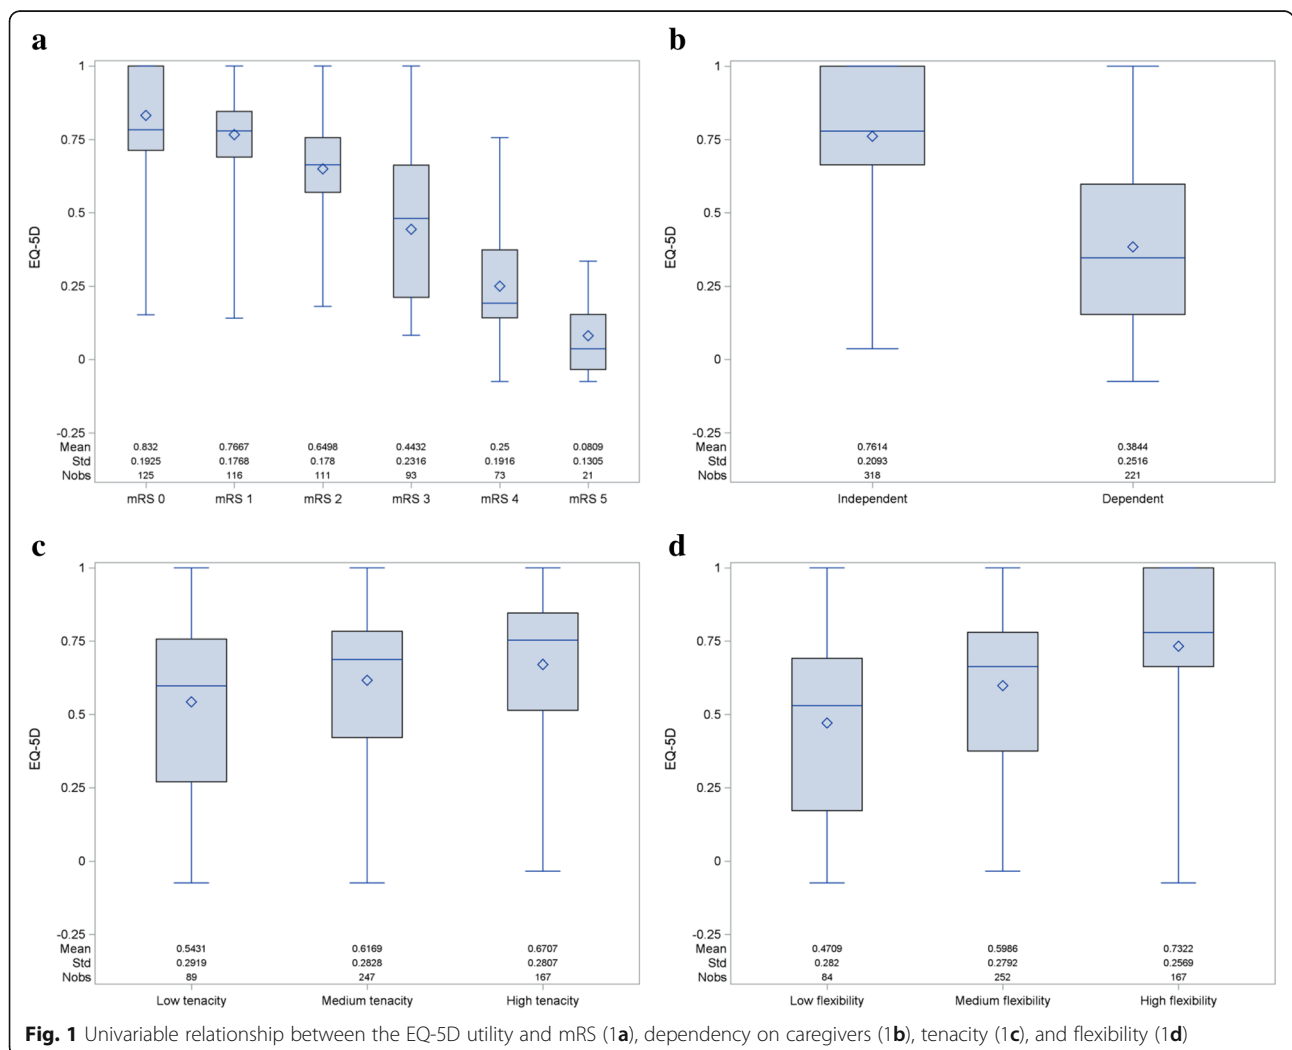 a
1
0.75
0.5
0.25
0
-0.25
EQ-5D
Mean 0.832 0.7667 0.6498 0.4432 0.25 0.0809
Std 0.1925 0.1768 0.178 0.2316 0.1916 0.1305
Nobs 125 116 111 93 73 21
mRS 0 mRS 1 mRS 2 mRS 3 mRS 4 mRS 5
b
1
0.75
0.5
0.25
0
-0.25
EQ-5D
Mean 0.7614 0.3844
Std 0.2093 0.2516
Nobs 318 221
Independent Dependent
c
1
0.75
0.5
0.25
0
-0.25
EQ-5D
Mean 0.5431 0.6169 0.6707
Std 0.2919 0.2828 0.2807
Nobs 89 247 167
Low tenacity Medium tenacity High tenacity
d
1
0.75
0.5
0.25
0
-0.25
EQ-5D
Mean 0.4709 0.5986 0.7322
Std 0.282 0.2792 0.2569
Nobs 84 252 167
Low flexibility Medium flexibility High flexibility
Fig. 1 Univariable relationship between the EQ-5D utility and mRS (1a), dependency on caregivers (1b), tenacity (1c), and flexibility (1d)